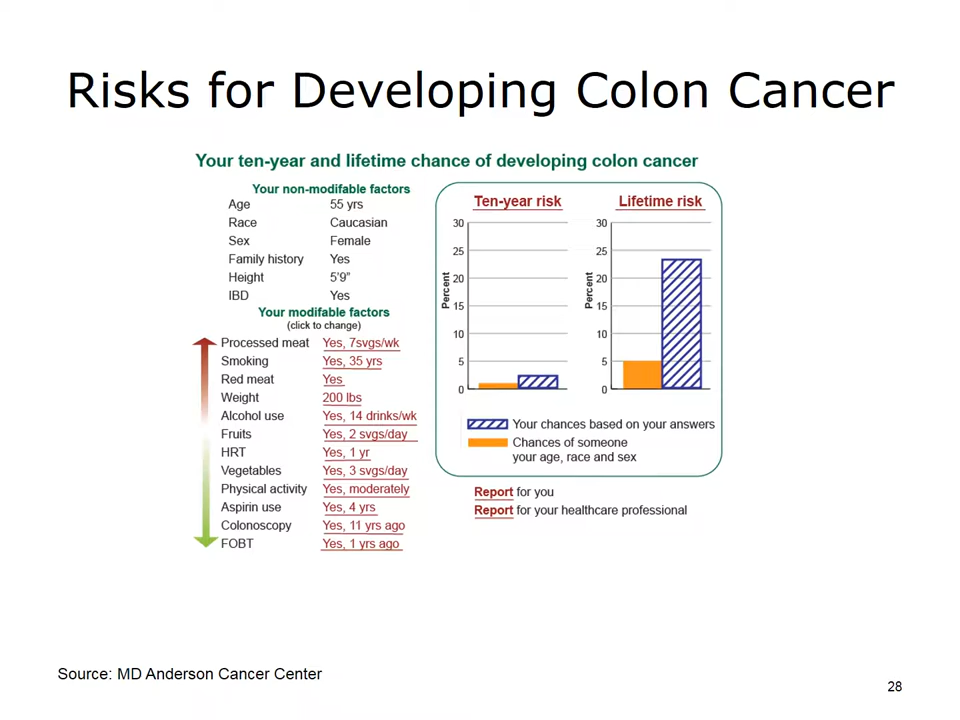 Risks for Developing Colon Cancer
Your ten-year and lifetime chance of developing colon cancer
Your non-modifable factors
Age 55 yrs
Race Caucasian
Sex Female
Family history Yes
Height 5'9"
IBD Yes
Your modifable factors
(click to change)
Processed meat Yes, 7svgs/wk
Smoking Yes, 35 yrs
Red meat Yes
Weight 200 lbs
Alcohol use Yes, 14 drinks/wk
Fruits Yes, 2 svgs/day
HRT Yes, 1 yr
Vegetables Yes, 3 svgs/day
Physical activity Yes, moderately
Aspirin use Yes, 4 yrs
Colonoscopy Yes, 11 yrs ago
FOBT Yes, 1 yrs ago
Ten-year risk
30
25
20
15
10
5
0
Percent
Lifetime risk
30
25
20
15
10
5
0
Percent
Your chances based on your answers
Chances of someone
your age, race and sex
Report for you
Report for your healthcare professional
Source: MD Anderson Cancer Center
28